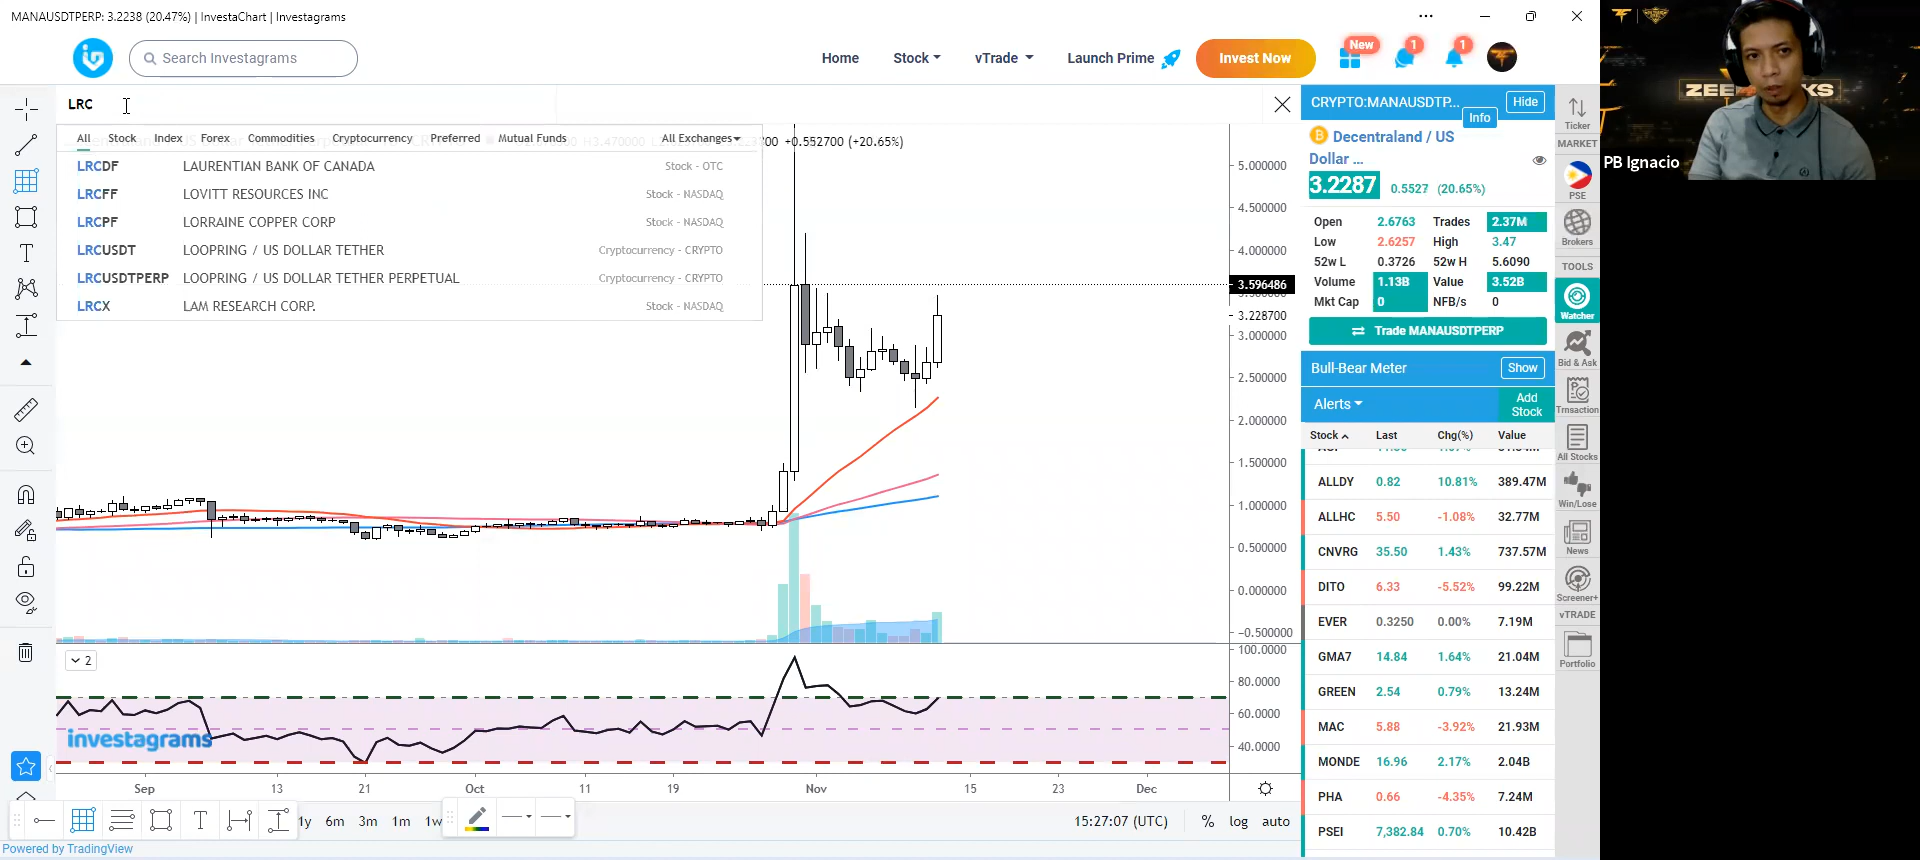 MANAUSDTPERP: 3.2238 (20.47%) | InvestaChart | Investagrams
Search Investagrams
Home
Stock
vTrade
Launch Prime
Invest Now
New
1
1
LRC
All Stock Index Forex Commodities Cryptocurrency Preferred Mutual Funds All Exchanges
+0.552700 (+20.65%)
LRCDF LAURENTIAN BANK OF CANADA Stock - OTC
LRCFF LOVITT RESOURCES INC Stock - NASDAQ
LRCPF LORRAINE COPPER CORP Stock - NASDAQ
LRCUSDT LOOPRING / US DOLLAR TETHER Cryptocurrency - CRYPTO
LRCUSDTPERP LOOPRING / US DOLLAR TETHER PERPETUAL Cryptocurrency - CRYPTO
LRCX LAM RESEARCH CORP. Stock - NASDAQ
5.000000
4.500000
4.000000
3.596486
3.228700
3.000000
2.500000
2.000000
1.500000
1.000000
0.500000
0.000000
-0.500000
100.0000
80.0000
60.0000
40.0000
2
investagrams
Sep 13 21 Oct 11 19 Nov 15 23 Dec
1y 6m 3m 1m 1w
15:27:07 (UTC) % log auto
Powered by TradingView
CRYPTO:MANAUSDTP...
Info
Hide
Decentraland / US
Dollar ...
3.2287 0.5527 (20.65%)
Open 2.6763 Trades 2.37M
Low 2.6257 High 3.47
52w L 0.3726 52w H 5.6090
Volume 1.13B Value 3.52B
Mkt Cap 0 NFB/s 0
Trade MANAUSDTPERP
Bull-Bear Meter Show
Alerts Add
Stock
Stock Last Chg(%) Value
ALLDY 0.82 10.81% 389.47M
ALLHC 5.50 -1.08% 32.77M
CNVRG 35.50 1.43% 737.57M
DITO 6.33 -5.52% 99.22M
EVER 0.3250 0.00% 7.19M
GMA7 14.84 1.64% 21.04M
GREEN 2.54 0.79% 13.24M
MAC 5.88 -3.92% 21.93M
MONDE 16.96 2.17% 2.04B
PHA 0.66 -4.35% 7.24M
PSEI 7,382.84 0.70% 10.42B
Ticker
MARKET
PSE
Brokers
TOOLS
Watcher
Bid & Ask
Trnsaction
All Stocks
Win/Lose
News
Screener+
vTRADE
Portfolio
PB Ignacio